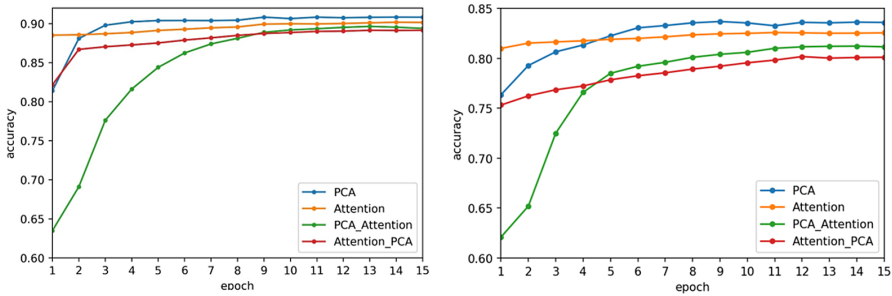 0.90
0.85
0.80
0.75
0.70
0.65
0.60
accuracy
1 2 3 4 5 6 7 8 9 10 11 12 13 14 15
epoch
PCA
Attention
PCA_Attention
Attention_PCA
0.85
0.80
0.75
0.70
0.65
0.60
accuracy
1 2 3 4 5 6 7 8 9 10 11 12 13 14 15
epoch
PCA
Attention
PCA_Attention
Attention_PCA